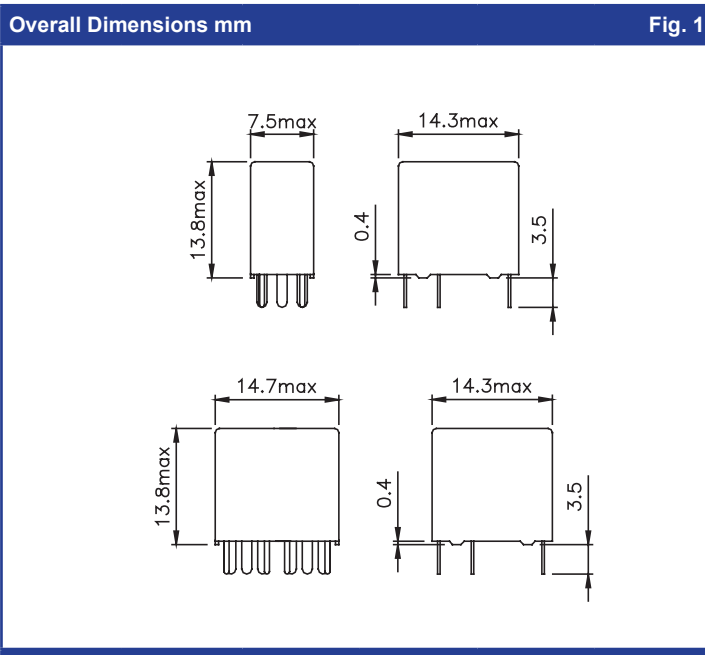 Overall Dimensions mm Fig. 1
7.5max 14.3max
13.8max 0.4 3.5
14.7max 14.3max
13.8max 0.4 3.5